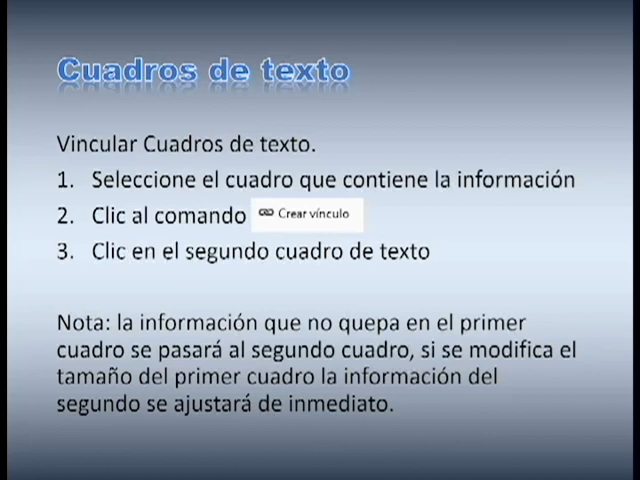 Cuadros de texto
Vincular Cuadros de texto.
1. Seleccione el cuadro que contiene la información
2. Clic al comando Crear vínculo
3. Clic en el segundo cuadro de texto
Nota: la información que no quepa en el primer
cuadro se pasará al segundo cuadro, si se modifica el
tamaño del primer cuadro la información del
segundo se ajustará de inmediato.